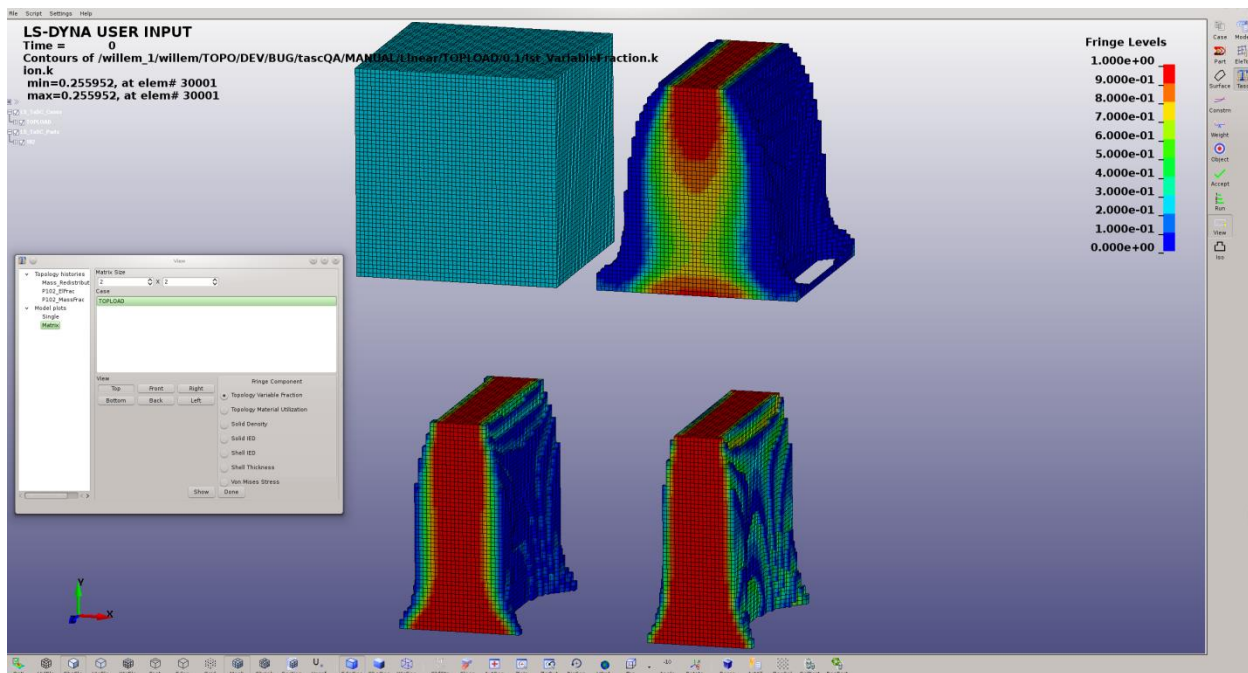 File Script Settings Help
LS-DYNA USER INPUT
Time = 0
Contours of /willem_1/willem/TOPO/DEV/BUG/tascQA/MANUAL/Linear/TOPLOAD/0.1/lst_VariableFraction.k
ion.k
min=0.255952, at elem# 30001
max=0.255952, at elem# 30001
TOPLOAD
Fringe Levels
1.000e+00
9.000e-01
8.000e-01
7.000e-01
6.000e-01
5.000e-01
4.000e-01
3.000e-01
2.000e-01
1.000e-01
0.000e+00
Case
Part
Surface
Constrn
Weight
Object
Accept
Run
View
View
Topology histories
Mass_Redistribut
P102_ElFrac
P102_MassFrac
Model plots
Single
Matrix
Matrix Size
2 X 2
Case
TOPLOAD
View
Top Front Right
Bottom Back Left
Fringe Component
Topology Variable Fraction
Topology Material Utilization
Solid Density
Solid IED
Shell IED
Shell Thickness
Von Mises Stress
Show Done
Y
X